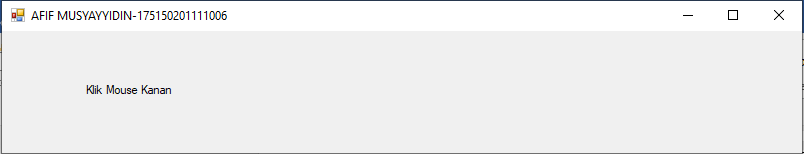 AFIF MUSYAYYIDIN-175150201111006
Klik Mouse Kanan